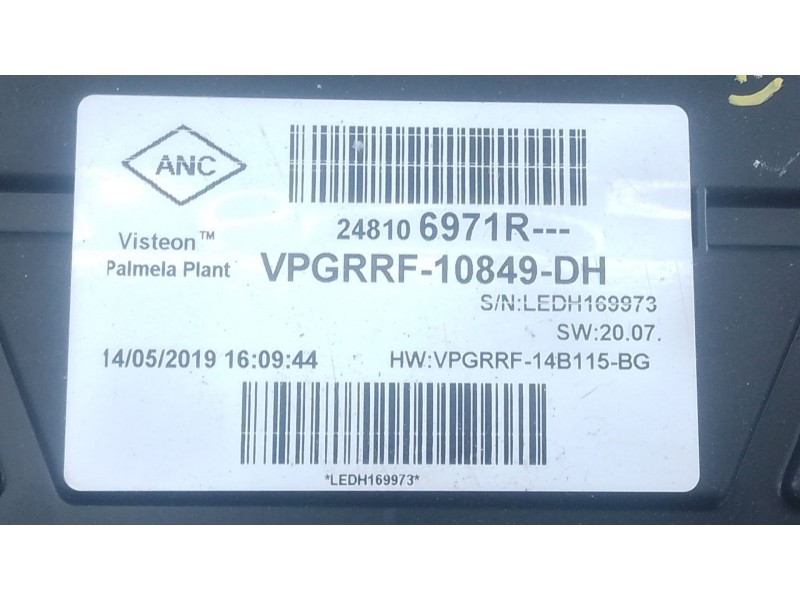 ANC
24810 6971R---
Visteon™
Palmela Plant
VPGRRF-10849-DH
S/N:LEDH169973
SW:20.07.
14/05/2019 16:09:44
HW:VPGRRF-14B115-BG
*LEDH169973*